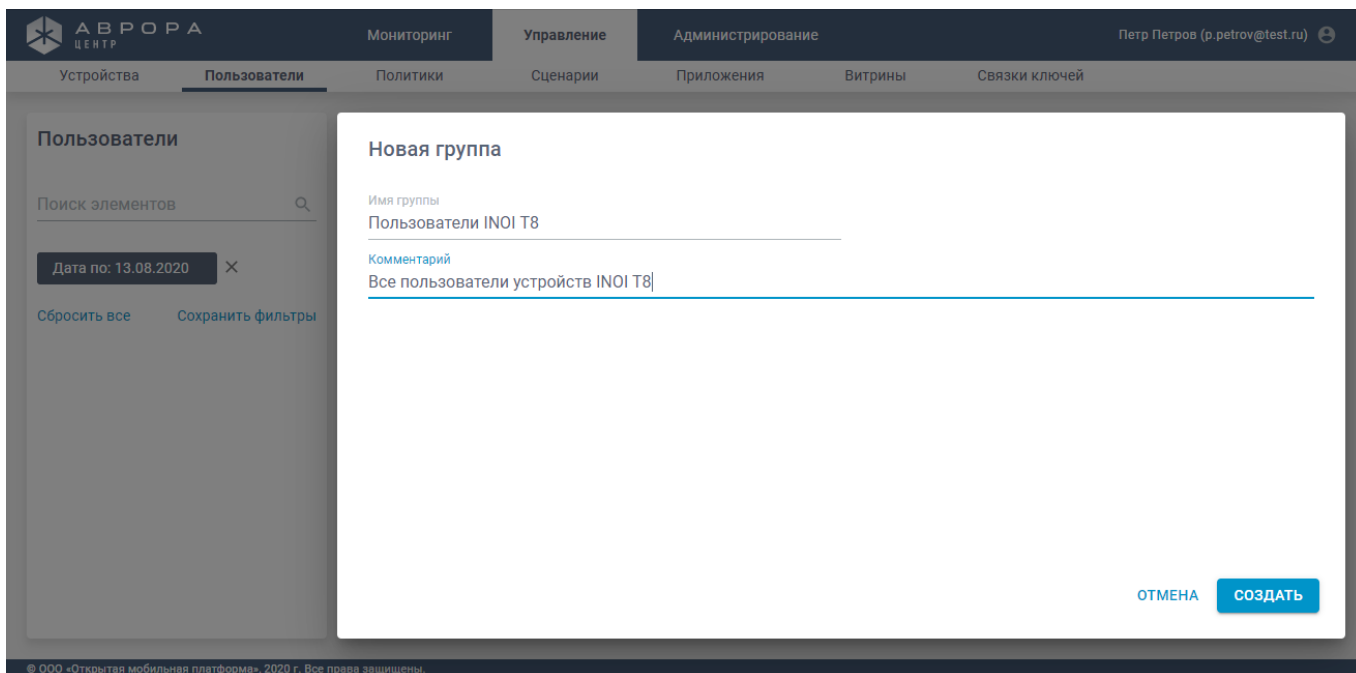 АВРОРА
ЦЕНТР
Мониторинг Управление Администрирование Петр Петров (p.petrov@test.ru)
Устройства Пользователи Политики Сценарии Приложения Витрины Связки ключей
Пользователи
Поиск элементов
Дата по: 13.08.2020
Сбросить все Сохранить фильтры
Новая группа
Имя группы
Пользователи INOI T8
Комментарий
Все пользователи устройств INOI T8
ОТМЕНА СОЗДАТЬ
© ООО «Открытая мобильная платформа», 2020 г. Все права защищены.